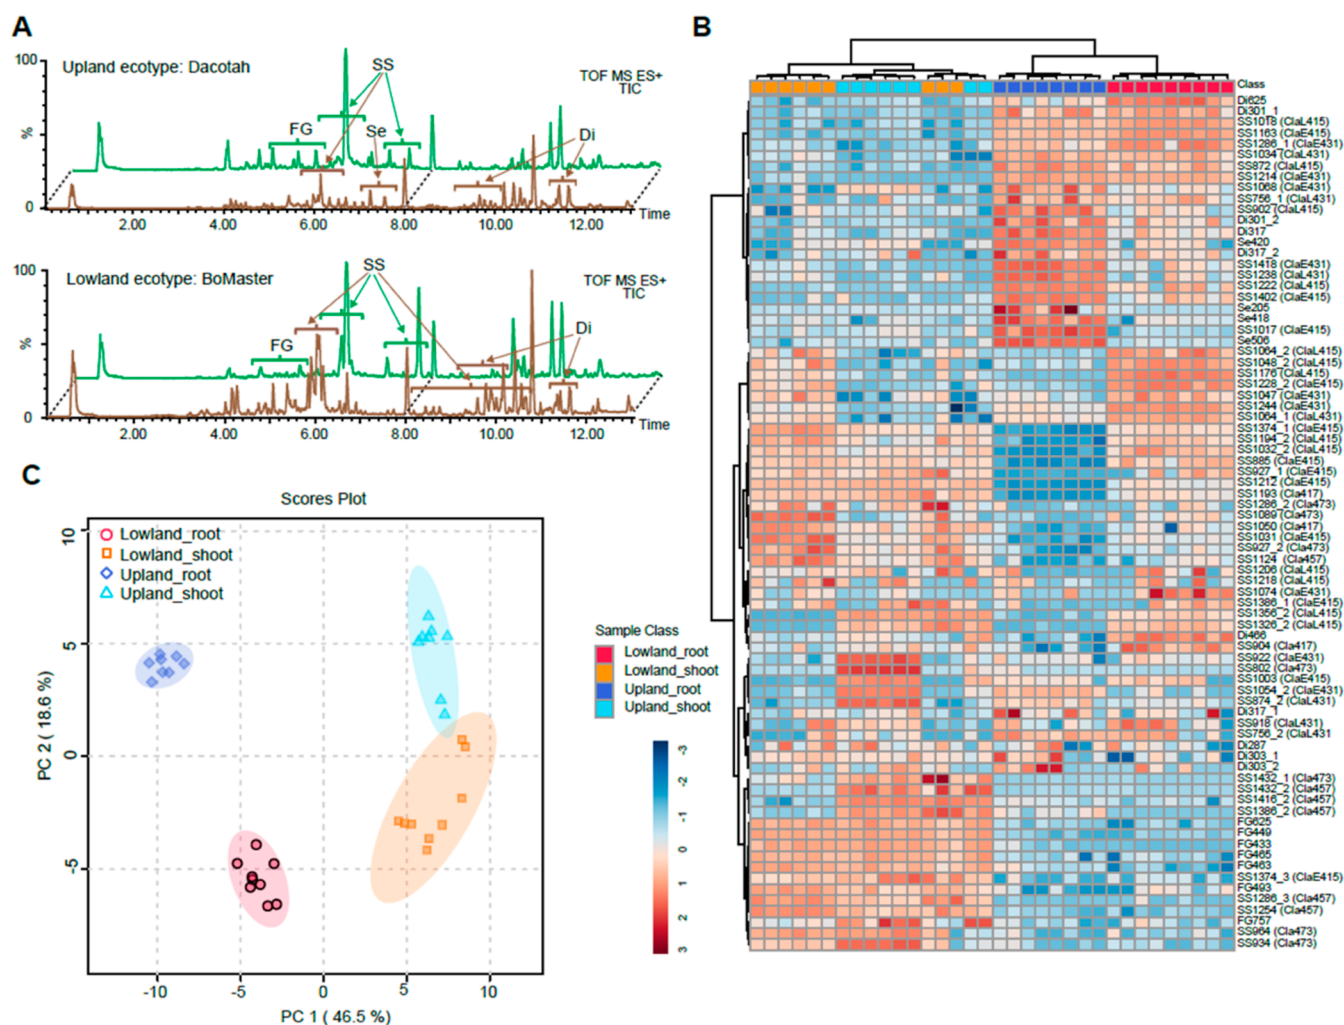 A
100
%
0
Upland ecotype: Dacotah
SS
FG
Se
Di
TOF MS ES+
TIC
2.00 4.00 6.00 8.00 10.00 12.00
Time
100
%
0
Lowland ecotype: BoMaster
SS
FG
Di
TOF MS ES+
TIC
2.00 4.00 6.00 8.00 10.00 12.00
Time
C
Scores Plot
Lowland_root
Lowland_shoot
Upland_root
Upland_shoot
10
5
0
-5
PC 2 ( 18.6 %)
-10 -5 0 5 10
PC 1 ( 46.5 %)
Sample Class
Lowland_root
Lowland_shoot
Upland_root
Upland_shoot
-3
-2
-1
0
1
2
3
B
Class
Di625
Di301_1
SS1018 (ClaL415)
SS1163 (ClaE415)
SS1286_1 (ClaE431)
SS1034 (ClaL431)
SS872 (ClaL415)
SS1214 (ClaE431)
SS1068 (ClaE431)
SS756_1 (ClaL431)
SS902 (ClaL415)
Di301_2
Di317
Se420
Di317_2
SS1418 (ClaE431)
SS1238 (ClaL431)
SS1222 (ClaL415)
SS1402 (ClaE415)
Se205
Se418
SS1017 (ClaE415)
Se506
SS1064_2 (ClaL415)
SS1048_2 (ClaL415)
SS1176 (ClaL415)
SS1228_2 (ClaE415)
SS1047 (ClaE431)
SS1244 (ClaE431)
SS1064_1 (ClaL431)
SS1374_1 (ClaE415)
SS1194_2 (ClaL415)
SS1032_2 (ClaL415)
SS885 (ClaE415)
SS927_1 (ClaE415)
SS1212 (ClaE415)
SS1193 (Cla417)
SS1286_2 (Cla473)
SS1089 (Cla473)
SS1050 (Cla417)
SS1031 (ClaE415)
SS927_2 (Cla473)
SS1124 (Cla457)
SS1206 (ClaL415)
SS1218 (ClaL415)
SS1074 (ClaE431)
SS1386_1 (ClaE415)
SS1356_2 (ClaL415)
SS1326_2 (ClaL415)
Di466
SS904 (Cla417)
SS922 (ClaE431)
SS802 (Cla473)
SS1003 (ClaE415)
SS1054_2 (ClaE431)
SS874_2 (ClaL431)
Di317_1
SS918 (ClaL431)
SS756_2 (ClaL431
Di287
Di303_1
Di303_2
SS1432_1 (Cla473)
SS1432_2 (Cla457)
SS1416_2 (Cla457)
SS1386_2 (Cla457)
FG625
FG449
FG433
FG465
FG463
SS1374_3 (ClaE415)
FG493
SS1286_3 (Cla457)
SS1254 (Cla457)
FG757
SS964 (Cla473)
SS934 (Cla473)